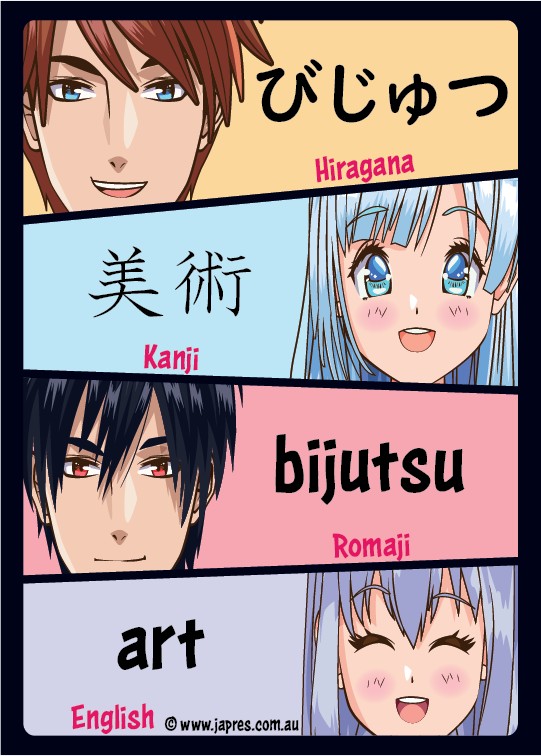 びじゅつ
Hiragana
美術
Kanji
bijutsu
Romaji
art
English © www.japres.com.au